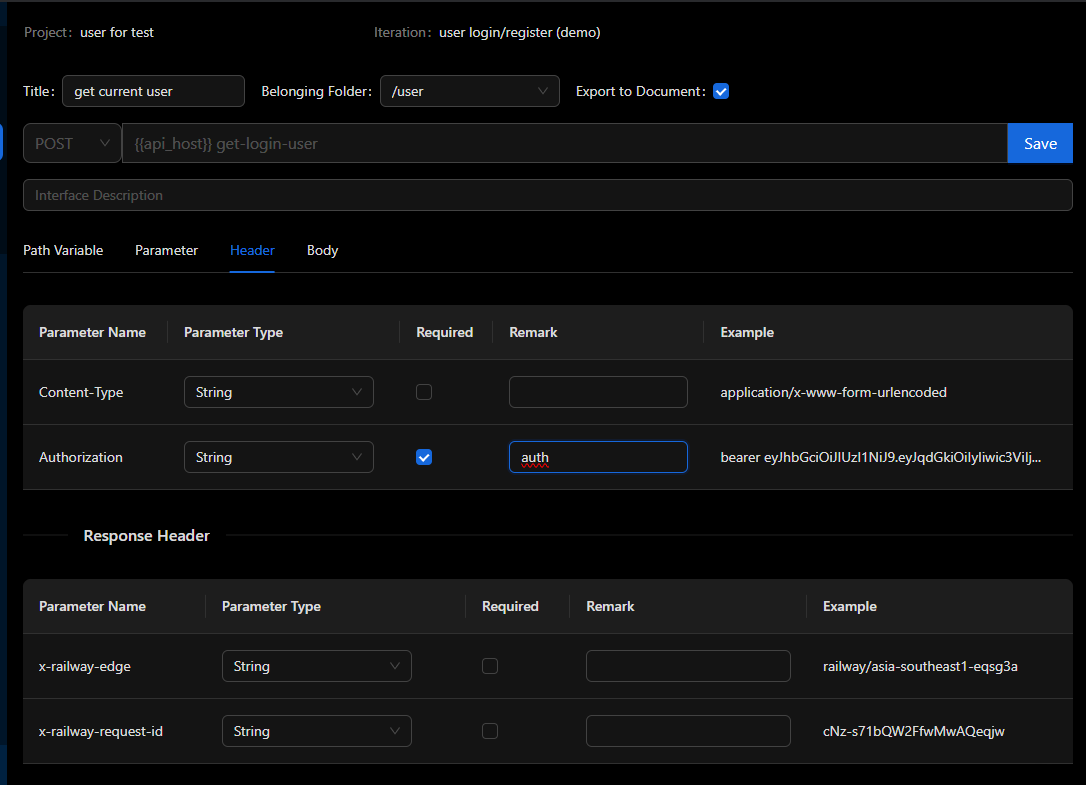 Project: user for test Iteration: user login/register (demo)
Title: get current user Belonging Folder: /user Export to Document:
POST {{api_host}} get-login-user Save
Interface Description
Path Variable Parameter Header Body
Parameter Name Parameter Type Required Remark Example
Content-Type String application/x-www-form-urlencoded
Authorization String auth bearer eyJhbGciOiJIUzI1NiJ9.eyJqdGkiOiIyIiwic3ViIj...
Response Header
Parameter Name Parameter Type Required Remark Example
x-railway-edge String railway/asia-southeast1-eqsg3a
x-railway-request-id String cNz-s71bQW2FfwMwAQeqjw